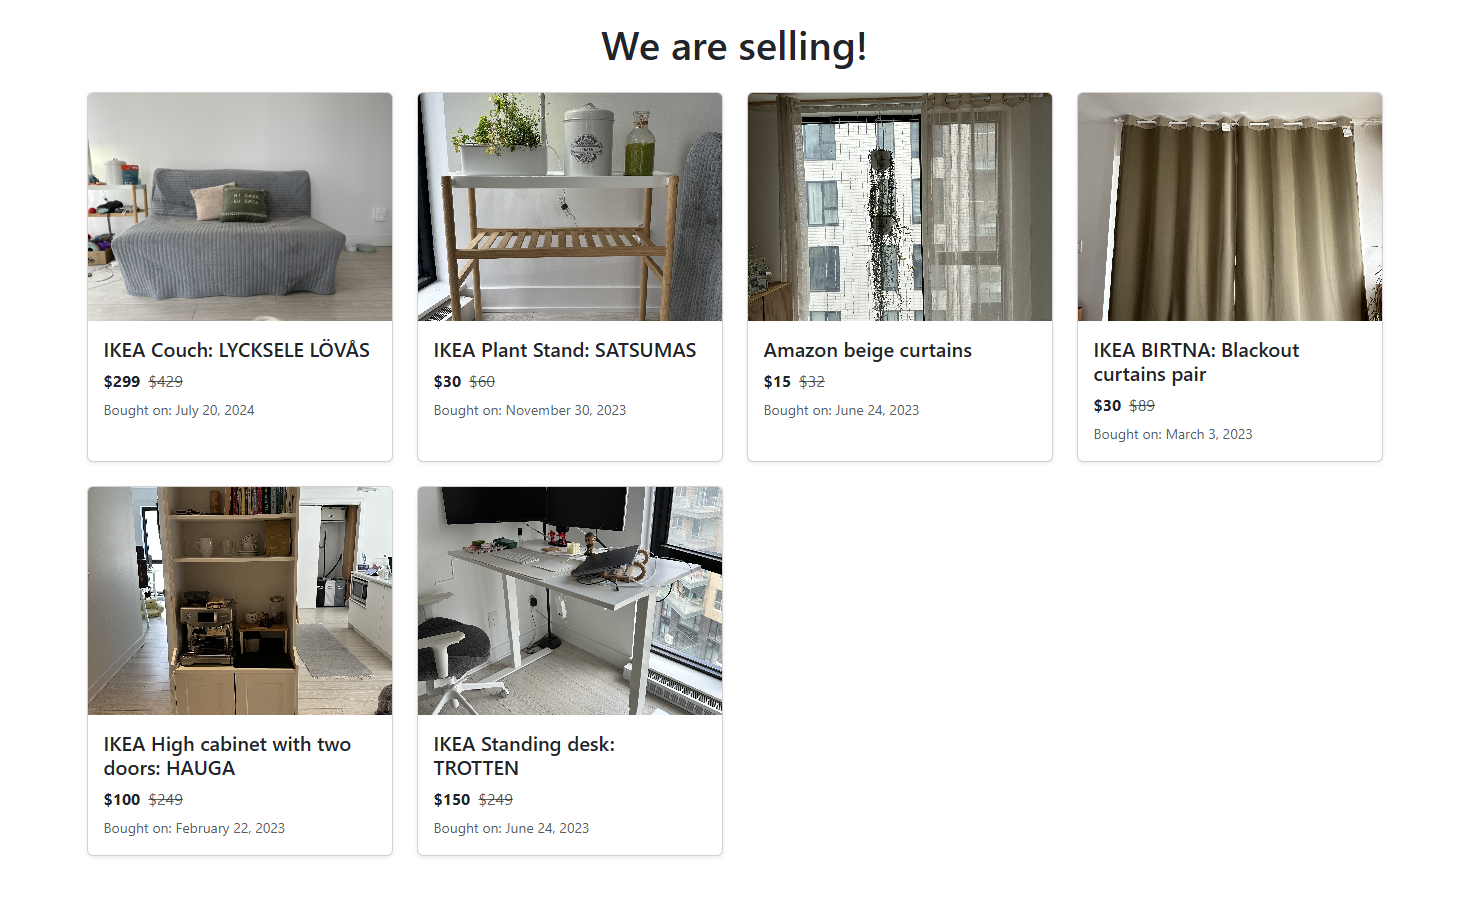 We are selling!
IKEA Couch: LYCKSELE LÖVÅS
$299 $429
Bought on: July 20, 2024
IKEA Plant Stand: SATSUMAS
$30 $60
Bought on: November 30, 2023
Amazon beige curtains
$15 $32
Bought on: June 24, 2023
IKEA BIRTNA: Blackout
curtains pair
$30 $89
Bought on: March 3, 2023
IKEA High cabinet with two
doors: HAUGA
$100 $249
Bought on: February 22, 2023
IKEA Standing desk:
TROTTEN
$150 $249
Bought on: June 24, 2023